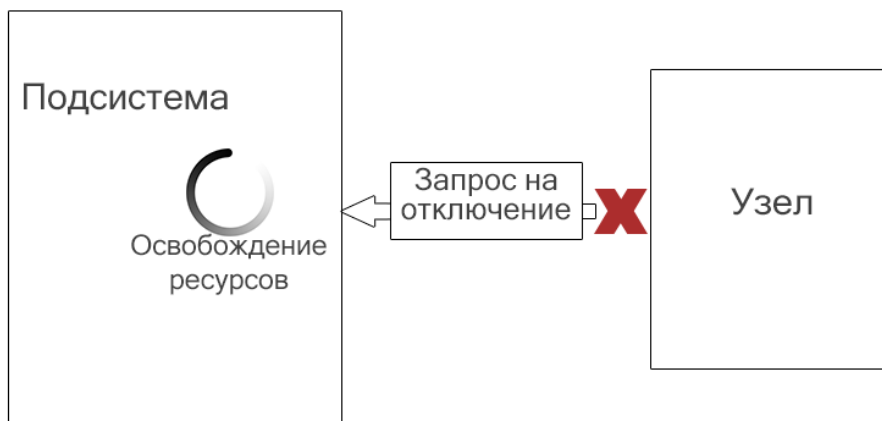 Подсистема
Освобождение
ресурсов
Запрос на
отключение
Узел